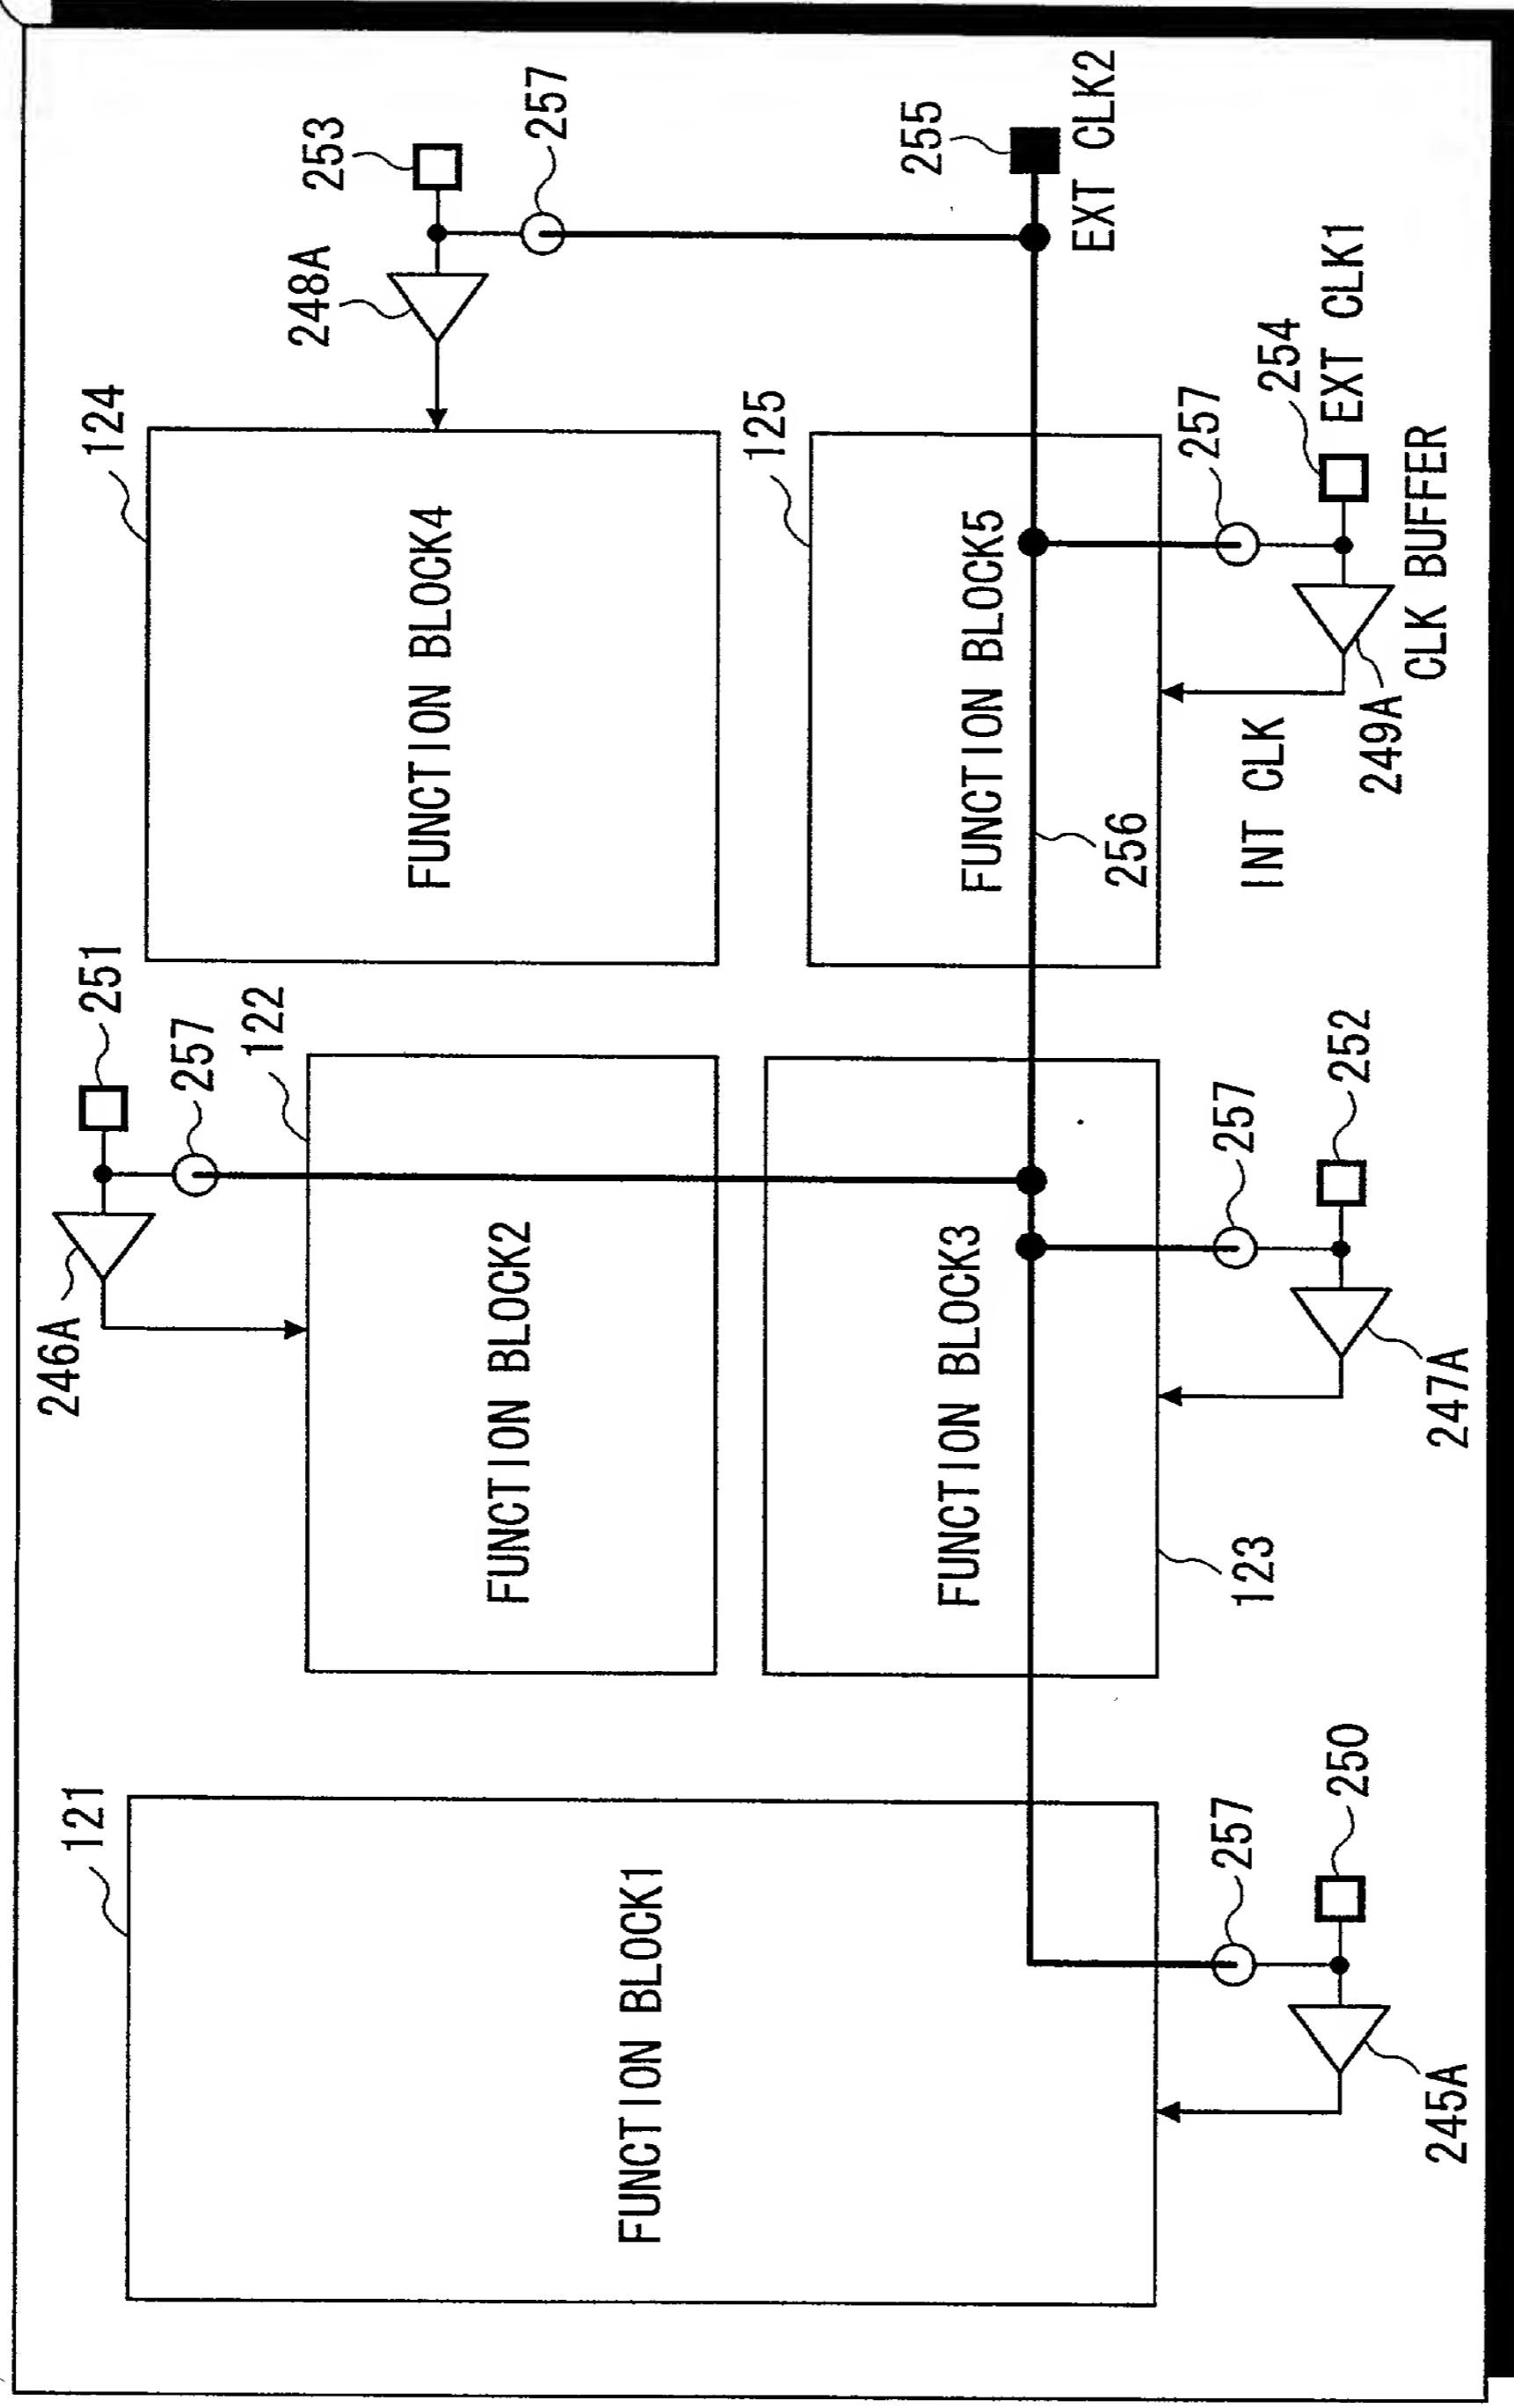 121
FUNCTION BLOCK1
257
250
245A
246A
251
257
122
FUNCTION BLOCK2
FUNCTION BLOCK3
123
257
252
247A
124
FUNCTION BLOCK4
248A
253
257
125
FUNCTION BLOCK5
256
255
EXT CLK2
257
254
EXT CLK1
INT CLK
249A
CLK BUFFER